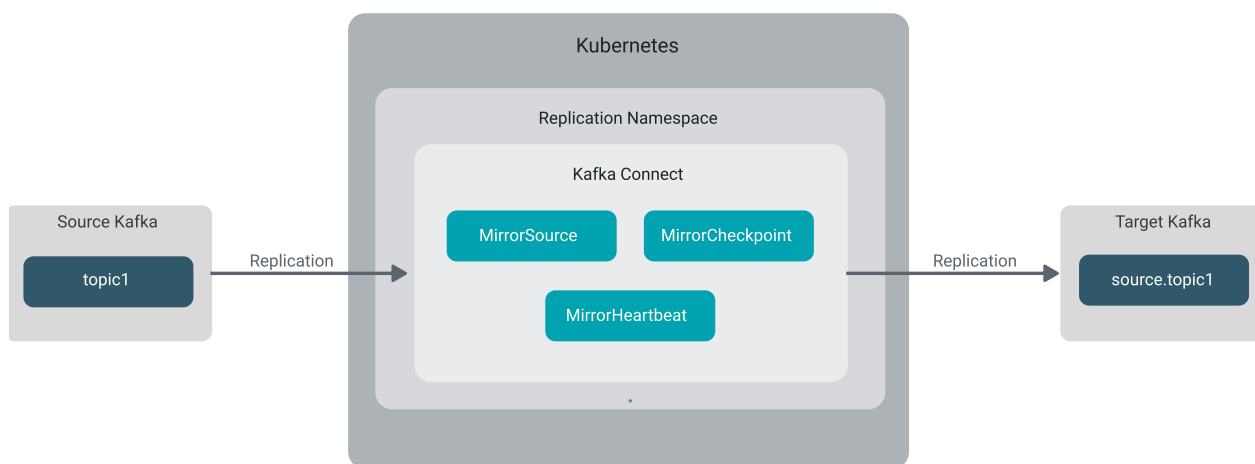 Kubernetes
Replication Namespace
Kafka Connect
Source Kafka
topic1
Replication
MirrorSource
MirrorCheckpoint
MirrorHeartbeat
Replication
Target Kafka
source.topic1